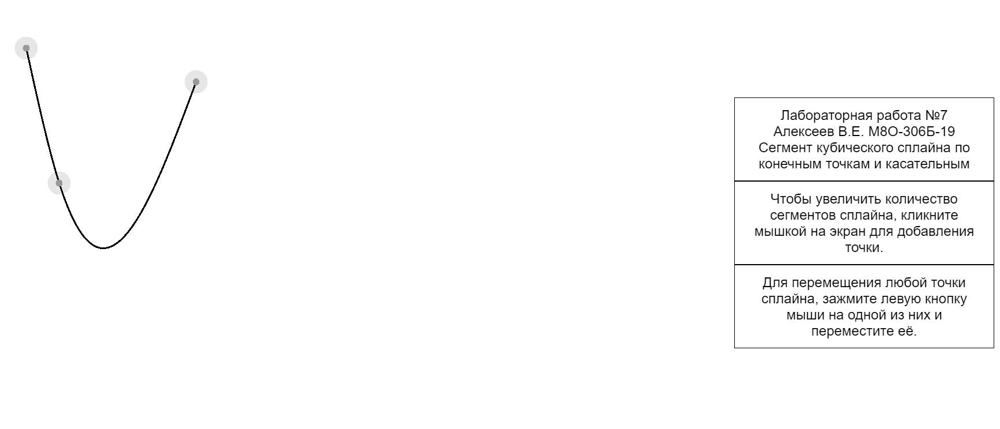 Лабораторная работа №7
Алексеев В.Е. М8О-306Б-19
Сегмент кубического сплайна по
конечным точкам и касательным
Чтобы увеличить количество
сегментов сплайна, кликните
мышкой на экран для добавления
точки.
Для перемещения любой точки
сплайна, зажмите левую кнопку
мыши на одной из них и
переместите её.